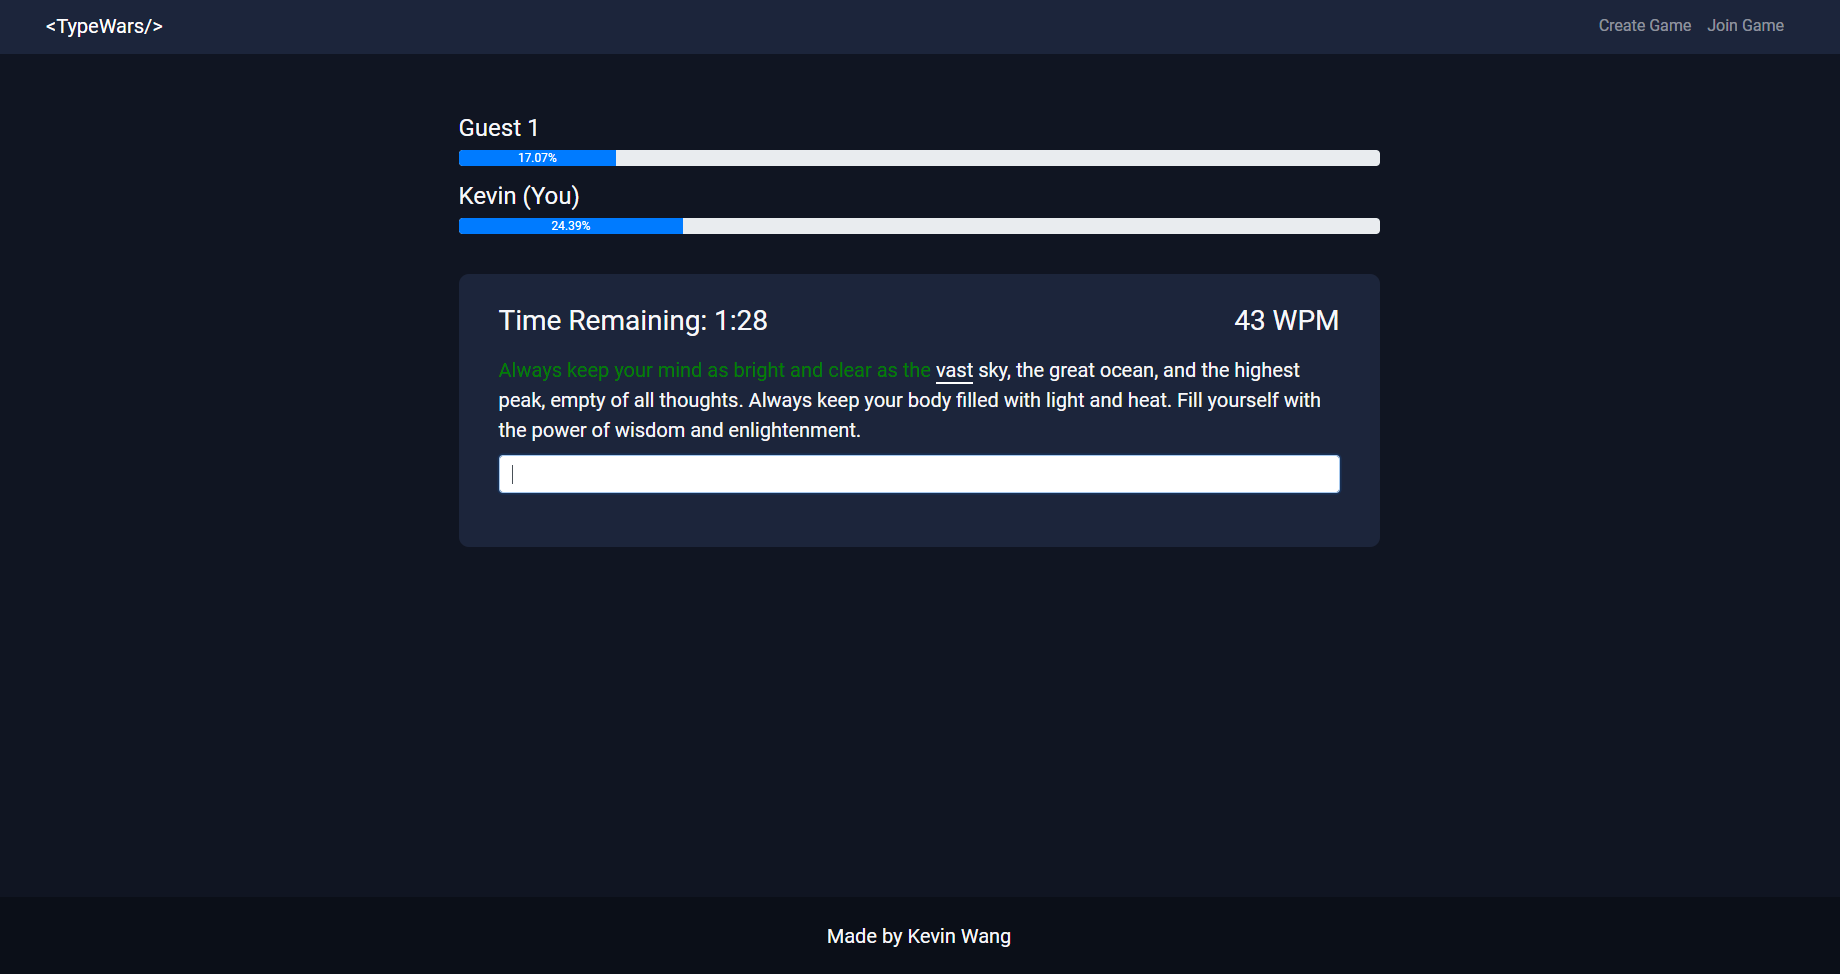 <TypeWars/>
Create Game Join Game
Guest 1
17.07%
Kevin (You)
24.39%
Time Remaining: 1:28
43 WPM
Always keep your mind as bright and clear as the vast sky, the great ocean, and the highest
peak, empty of all thoughts. Always keep your body filled with light and heat. Fill yourself with
the power of wisdom and enlightenment.
Made by Kevin Wang